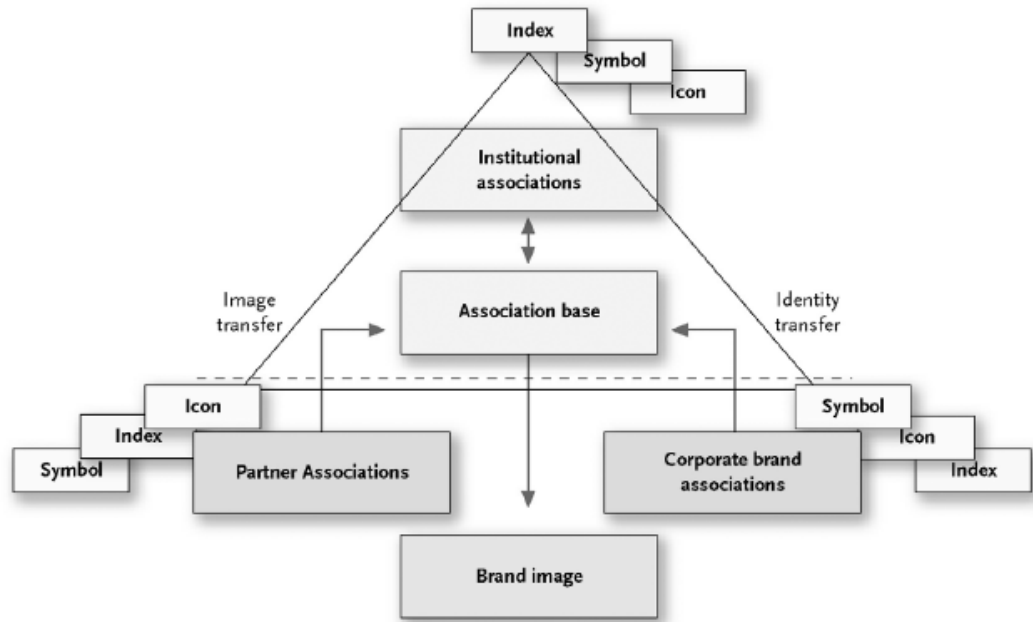 Index
Symbol
Icon
Institutional
associations
Image
transfer
Association base
Identity
transfer
Icon
Index
Symbol
Partner Associations
Symbol
Icon
Index
Corporate brand
associations
Brand image